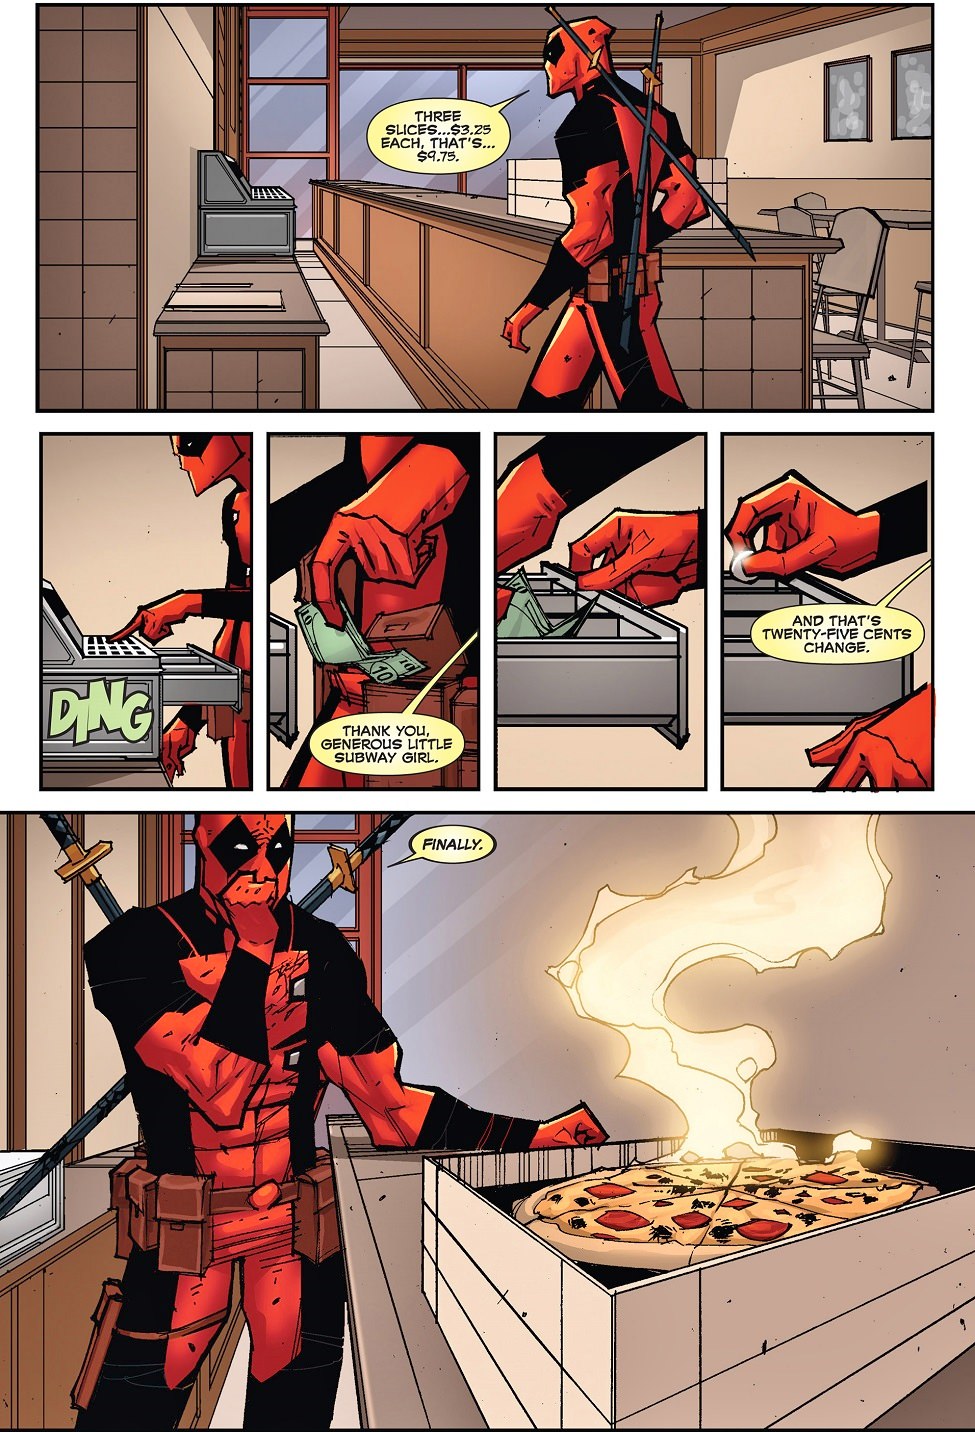 THREE
SLICES...$3.25
EACH, THAT'S...
$9.75.
DING
10
THANK YOU,
GENEROUS LITTLE
SUBWAY GIRL.
AND THAT'S
TWENTY-FIVE CENTS
CHANGE.
FINALLY.